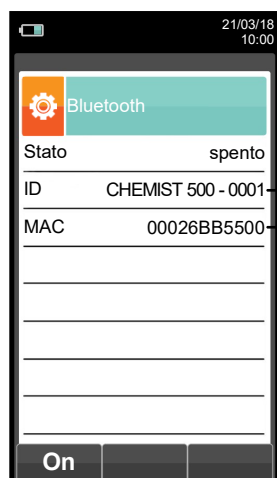 21/03/18
10:00
Bluetooth
Stato spento
ID CHEMIST 500 - 0001
MAC 00026BB5500
On